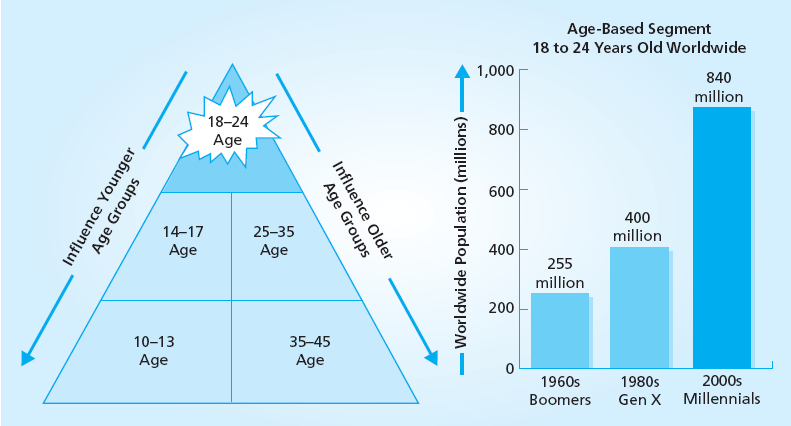 18–24
Age
Influence Younger
Age Groups
Influence Older
Age Groups
14–17
Age
25–35
Age
10–13
Age
35–45
Age
Age-Based Segment
18 to 24 Years Old Worldwide
Worldwide Population (millions)
1,000
800
600
400
200
0
255
million
400
million
840
million
1960s
Boomers
1980s
Gen X
2000s
Millennials